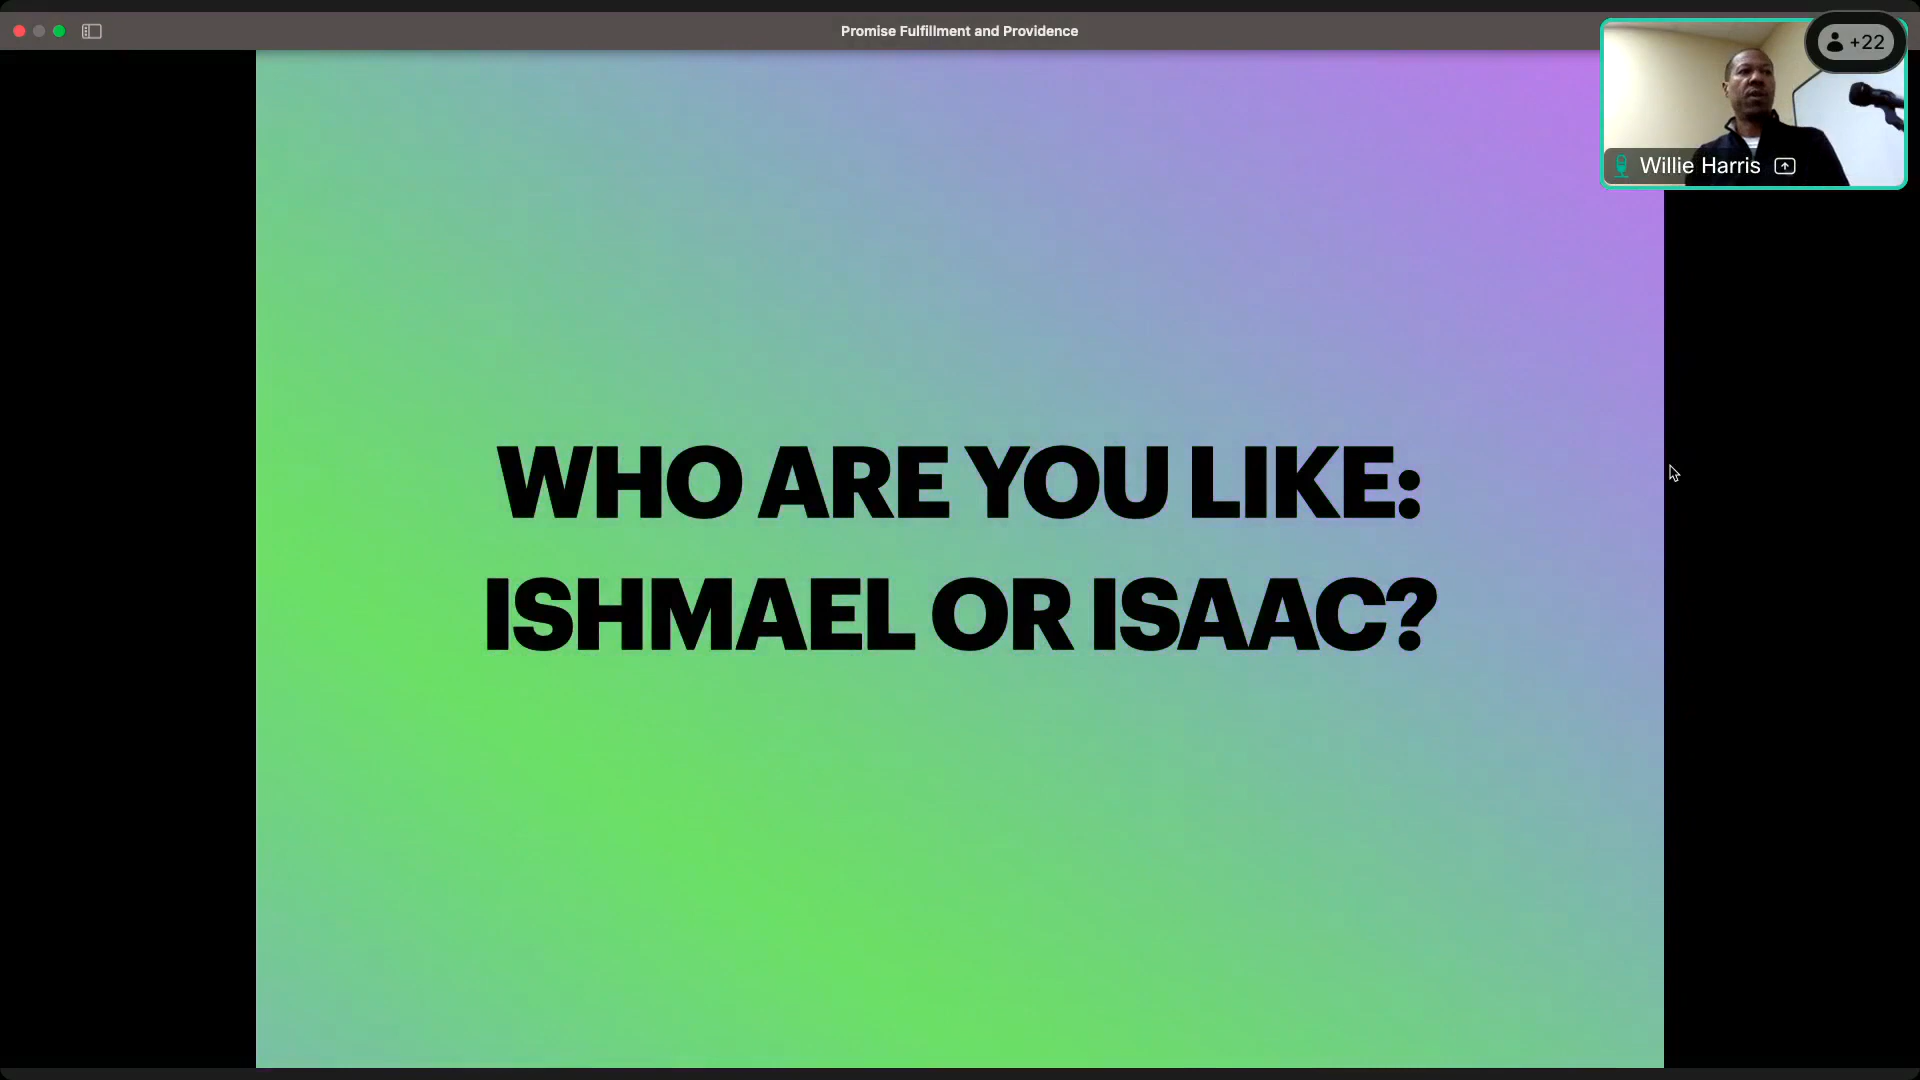 Promise Fulfillment and Providence
+22
Willie Harris
WHO ARE YOU LIKE:
ISHMAEL OR ISAAC?